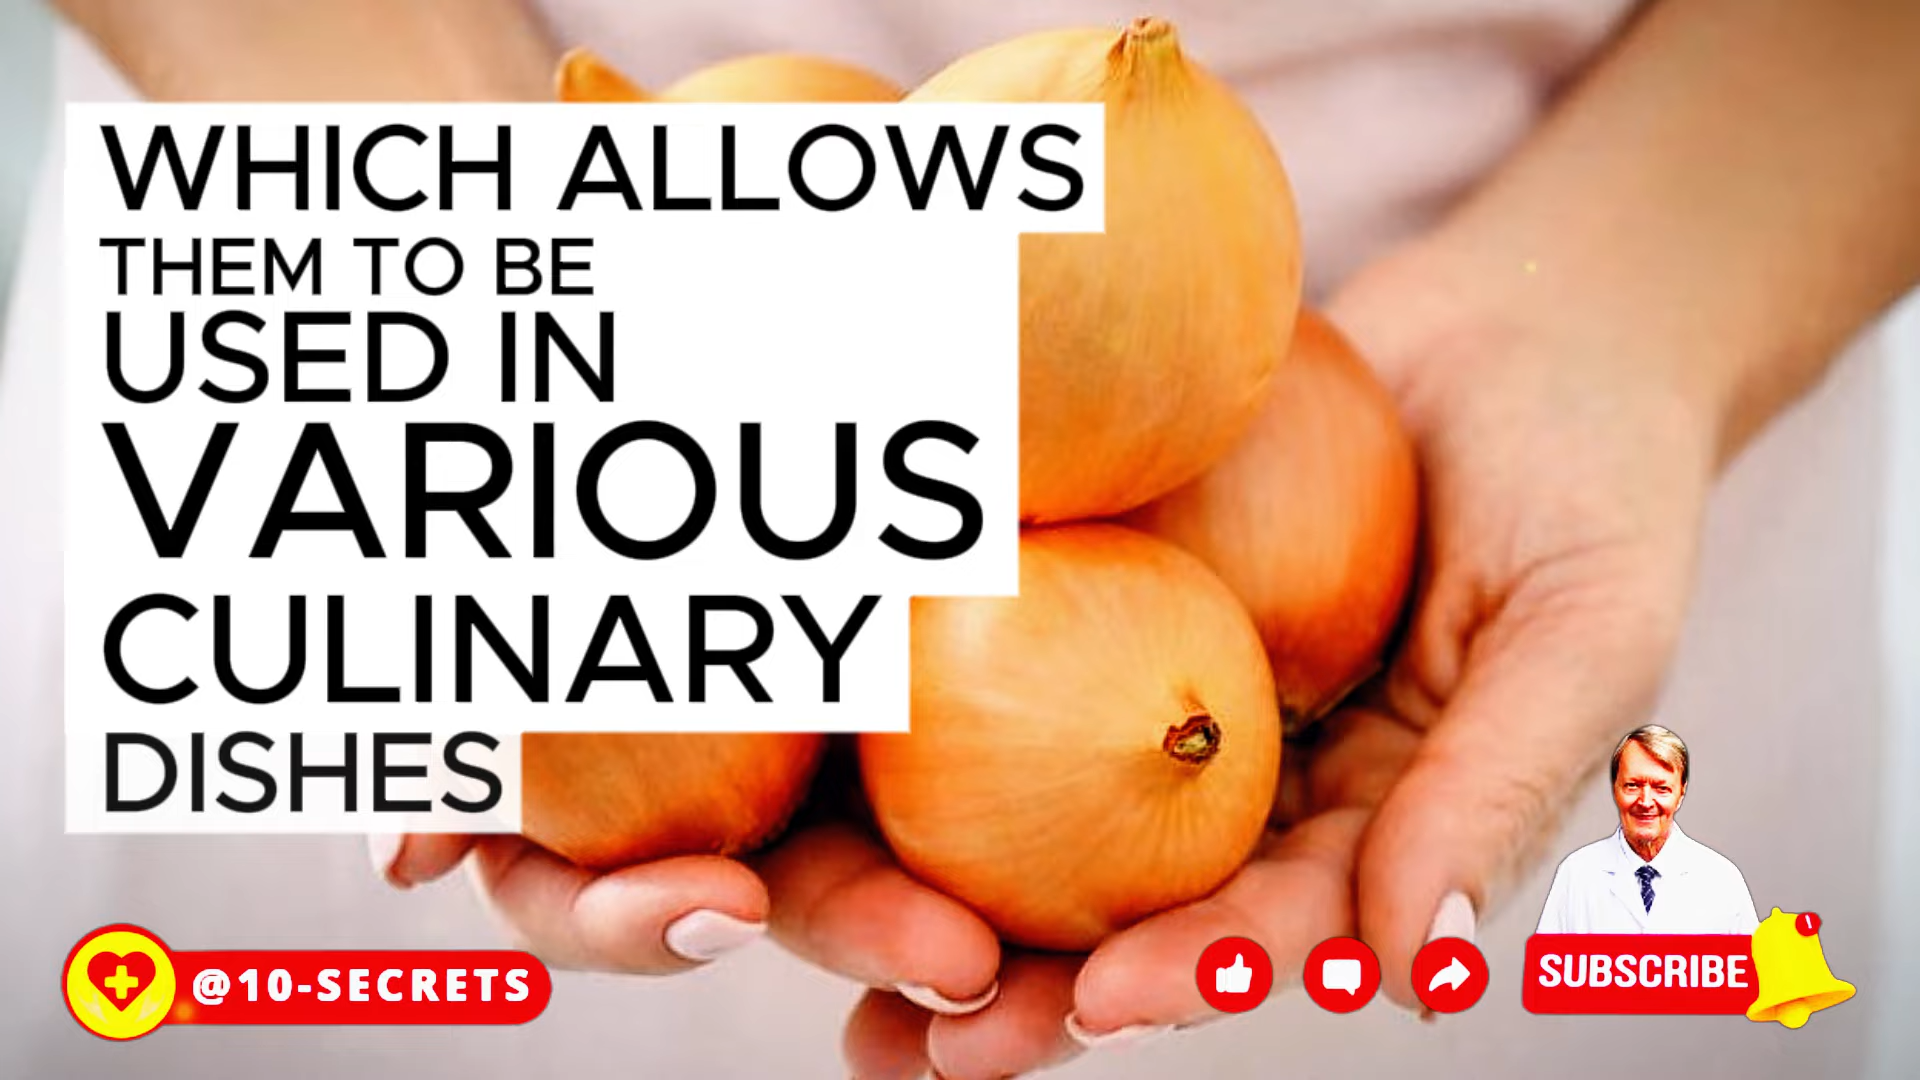 WHICH ALLOWS
THEM TO BE
USED IN
VARIOUS
CULINARY
DISHES
@10-SECRETS
SUBSCRIBE